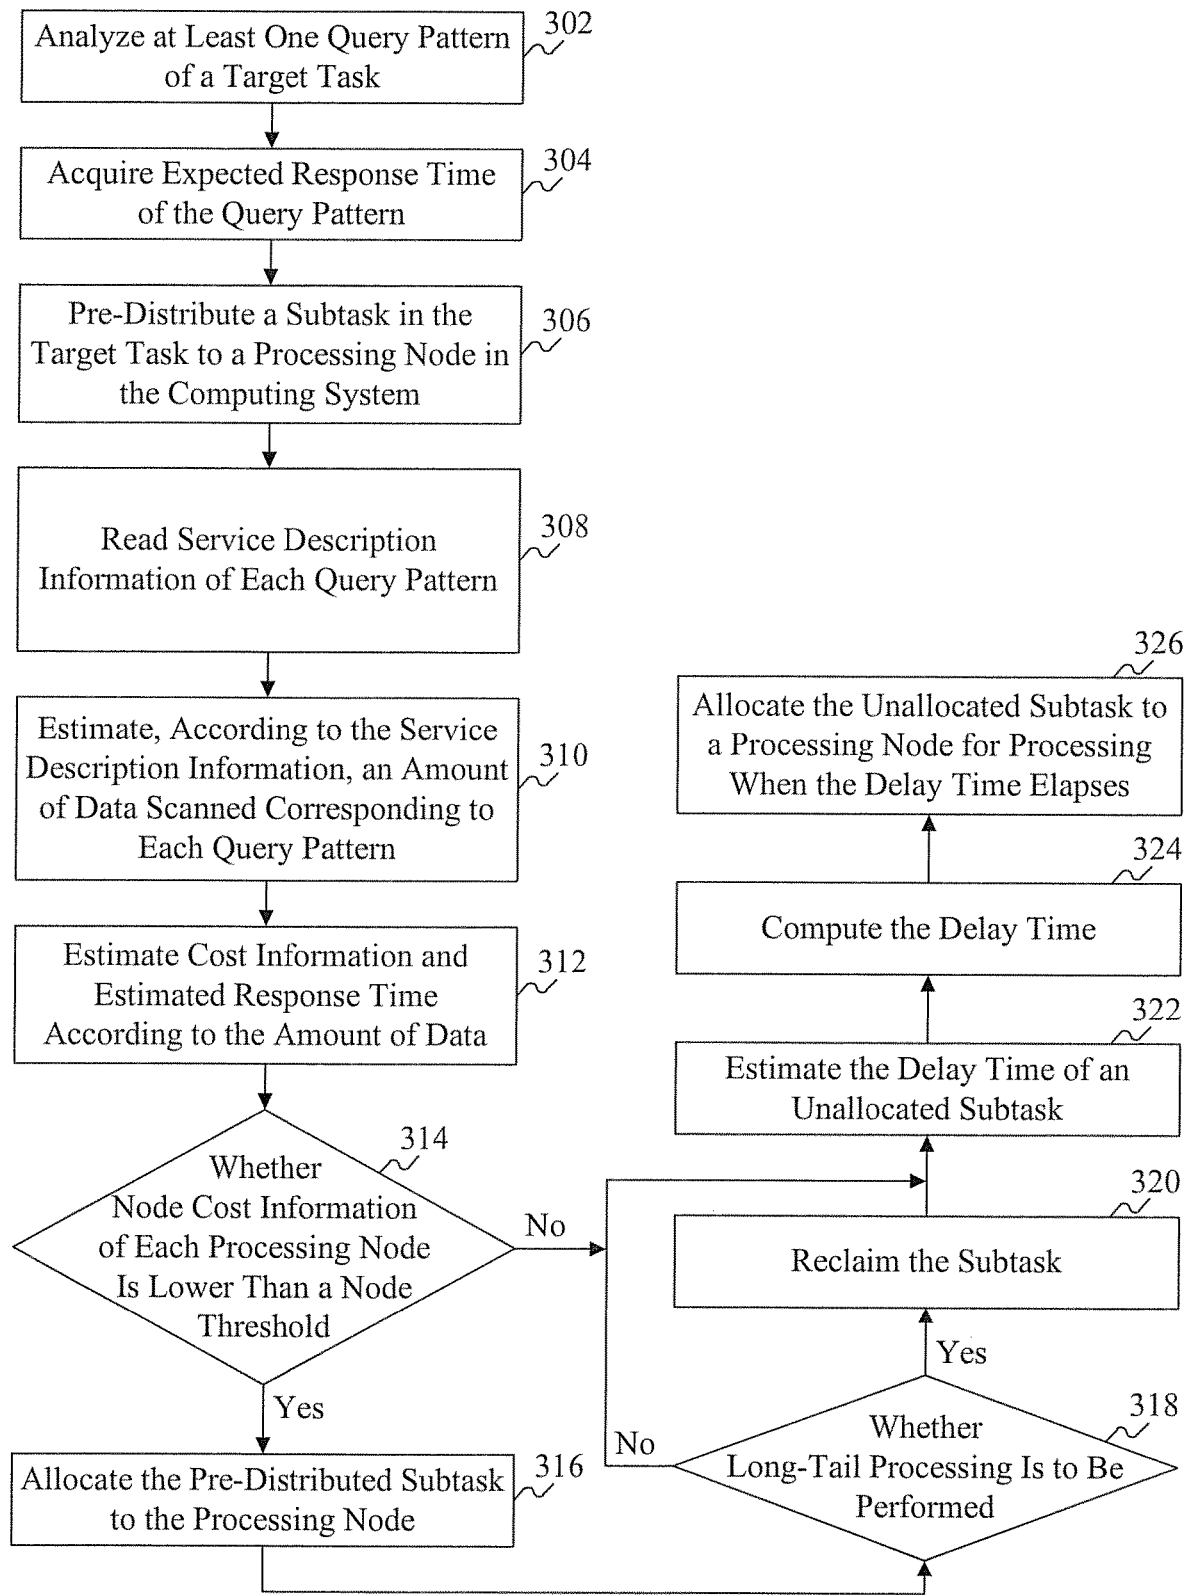 Analyze at Least One Query Pattern
of a Target Task
302
Acquire Expected Response Time
of the Query Pattern
304
Pre-Distribute a Subtask in the
Target Task to a Processing Node in
the Computing System
306
Read Service Description
Information of Each Query Pattern
308
Estimate, According to the Service
Description Information, an Amount
of Data Scanned Corresponding to
Each Query Pattern
310
Estimate Cost Information and
Estimated Response Time
According to the Amount of Data
312
Whether
Node Cost Information
of Each Processing Node
Is Lower Than a Node
Threshold
314
No
Yes
Allocate the Pre-Distributed Subtask
to the Processing Node
316
326
Allocate the Unallocated Subtask to
a Processing Node for Processing
When the Delay Time Elapses
324
Compute the Delay Time
322
Estimate the Delay Time of an
Unallocated Subtask
320
Reclaim the Subtask
Yes
318
No
Whether
Long-Tail Processing Is to Be
Performed